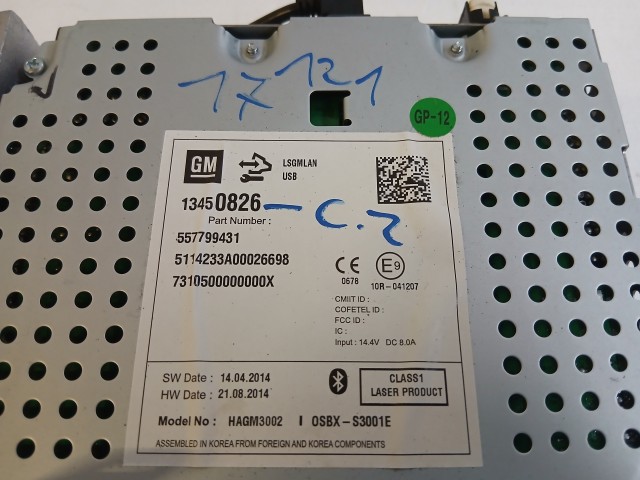 17121
GP-12
GM LSGMLAN
USB
13450826 - C.2
Part Number :
557799431
5114233A00026698
7310500000000X
CE E9
0678 10R-041207
CMIIT ID :
COFETEL ID :
FCC ID :
IC :
Input : 14.4V DC 8.0A
SW Date : 14.04.2014
HW Date : 21.08.2014
CLASS1
LASER PRODUCT
Model No : HAGM3002 I OSBX-S3001E
ASSEMBLED IN KOREA FROM FOREIGN AND KOREA COMPONENTS